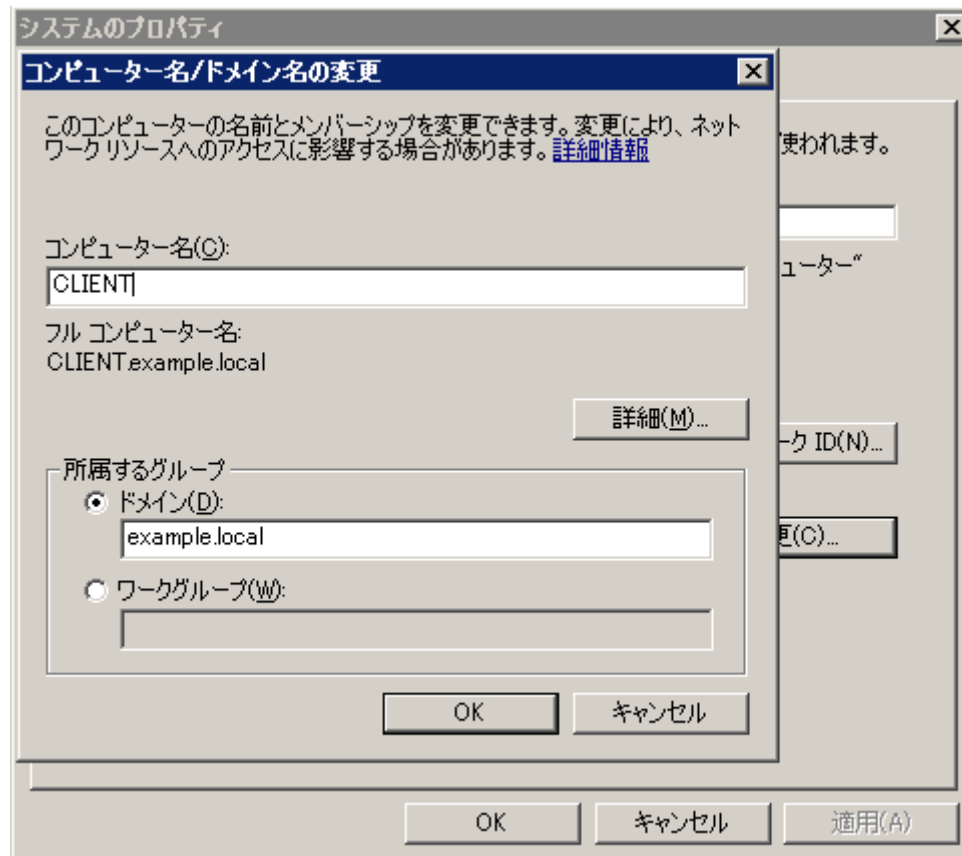 システムのプロパティ
コンピューター名/ドメイン名の変更
このコンピューターの名前とメンバーシップを変更できます。変更により、ネット
ワーク リソースへのアクセスに影響する場合があります。詳細情報
使われます。
コンピューター名(C):
CLIENT
ューター"
フル コンピューター名:
CLIENT.example.local
詳細(M)...
ーク ID(N)...
所属するグループ
ドメイン(D):
example.local
更(C)...
ワークグループ(W):
OK
キャンセル
OK
キャンセル
適用(A)